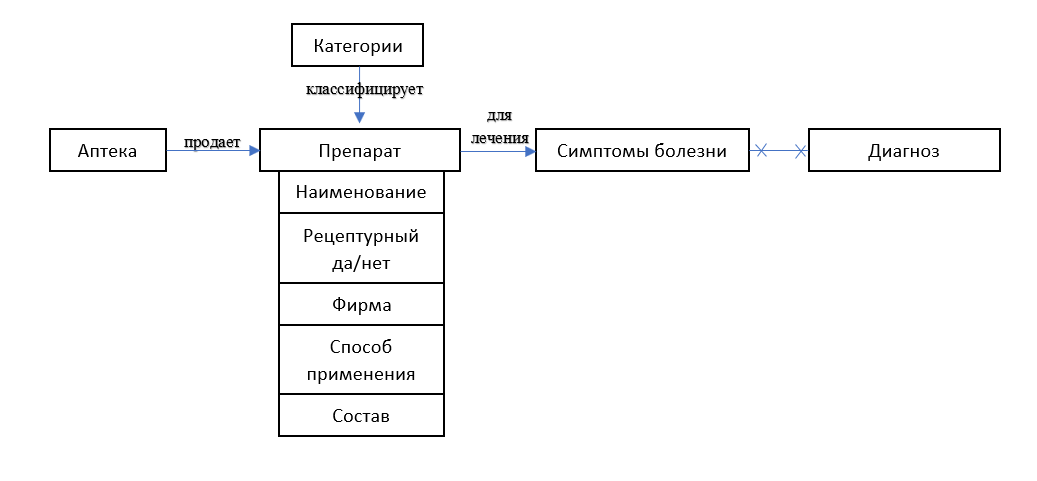 Категории
классифицирует
Аптека
продает
Препарат
для
лечения
Симптомы болезни
Диагноз
Наименование
Рецептурный
да/нет
Фирма
Способ
применения
Состав